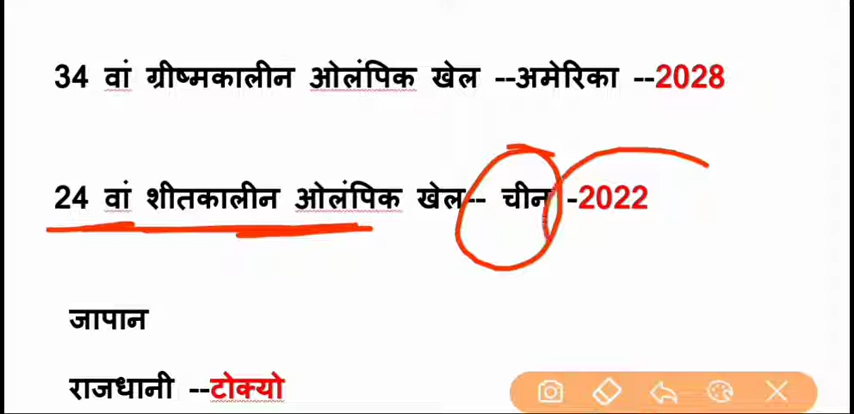 34 वां ग्रीष्मकालीन ओलंपिक खेल --अमेरिका --2028
24 वां शीतकालीन ओलंपिक खेल-- चीन -2022
जापान
राजधानी --टोक्यो